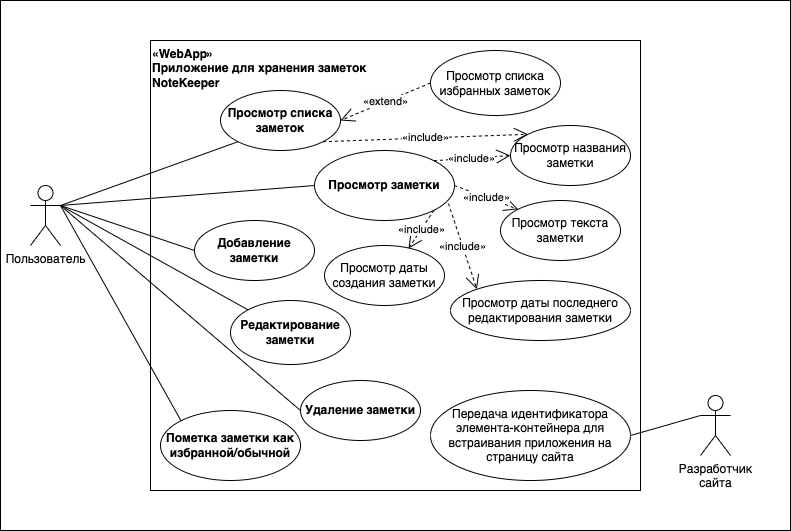 «WebApp»
Приложение для хранения заметок
NoteKeeper
Просмотр списка
избранных заметок
«extend»
Просмотр списка
заметок
«include»
Просмотр названия
заметки
«include»
Просмотр заметки
«include»
Просмотр текста
заметки
«include»
«include»
Пользователь
Добавление
заметки
Просмотр даты
создания заметки
Просмотр даты последнего
редактирования заметки
Редактирование
заметки
Удаление заметки
Пометка заметки как
избранной/обычной
Передача идентификатора
элемента-контейнера для
встраивания приложения на
страницу сайта
Разработчик
сайта